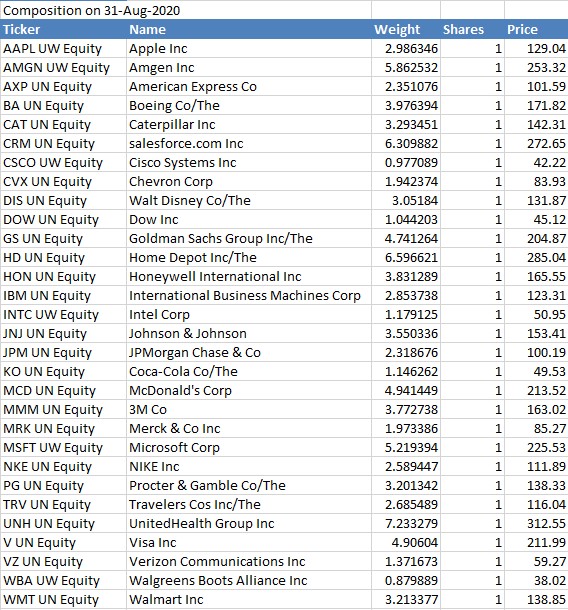 Composition on 31-Aug-2020
Ticker Name Weight Shares Price
AAPL UW Equity Apple Inc 2.986346 1 129.04
AMGN UW Equity Amgen Inc 5.862532 1 253.32
AXP UN Equity American Express Co 2.351076 1 101.59
BA UN Equity Boeing Co/The 3.976394 1 171.82
CAT UN Equity Caterpillar Inc 3.293451 1 142.31
CRM UN Equity salesforce.com Inc 6.309882 1 272.65
CSCO UW Equity Cisco Systems Inc 0.977089 1 42.22
CVX UN Equity Chevron Corp 1.942374 1 83.93
DIS UN Equity Walt Disney Co/The 3.05184 1 131.87
DOW UN Equity Dow Inc 1.044203 1 45.12
GS UN Equity Goldman Sachs Group Inc/The 4.741264 1 204.87
HD UN Equity Home Depot Inc/The 6.596621 1 285.04
HON UN Equity Honeywell International Inc 3.831289 1 165.55
IBM UN Equity International Business Machines Corp 2.853738 1 123.31
INTC UW Equity Intel Corp 1.179125 1 50.95
JNJ UN Equity Johnson & Johnson 3.550336 1 153.41
JPM UN Equity JPMorgan Chase & Co 2.318676 1 100.19
KO UN Equity Coca-Cola Co/The 1.146262 1 49.53
MCD UN Equity McDonald's Corp 4.941449 1 213.52
MMM UN Equity 3M Co 3.772738 1 163.02
MRK UN Equity Merck & Co Inc 1.973386 1 85.27
MSFT UW Equity Microsoft Corp 5.219394 1 225.53
NKE UN Equity NIKE Inc 2.589447 1 111.89
PG UN Equity Procter & Gamble Co/The 3.201342 1 138.33
TRV UN Equity Travelers Cos Inc/The 2.685489 1 116.04
UNH UN Equity UnitedHealth Group Inc 7.233279 1 312.55
V UN Equity Visa Inc 4.90604 1 211.99
VZ UN Equity Verizon Communications Inc 1.371673 1 59.27
WBA UW Equity Walgreens Boots Alliance Inc 0.879889 1 38.02
WMT UN Equity Walmart Inc 3.213377 1 138.85